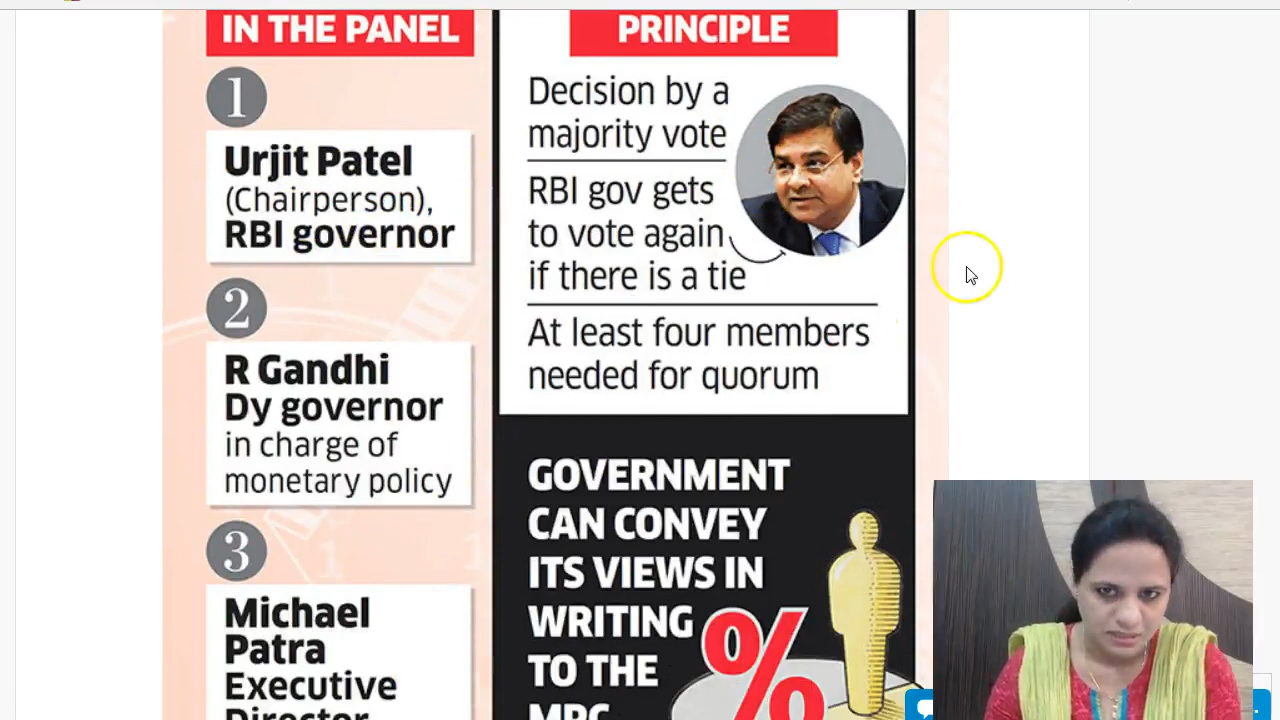 IN THE PANEL
1
Urjit Patel
(Chairperson),
RBI governor
2
R Gandhi
Dy governor
in charge of
monetary policy
3
Michael
Patra
Executive
Director
PRINCIPLE
Decision by a
majority vote
RBI gov gets
to vote again
if there is a tie
At least four members
needed for quorum
GOVERNMENT
CAN CONVEY
ITS VIEWS IN
WRITING
TO THE
MPC
%